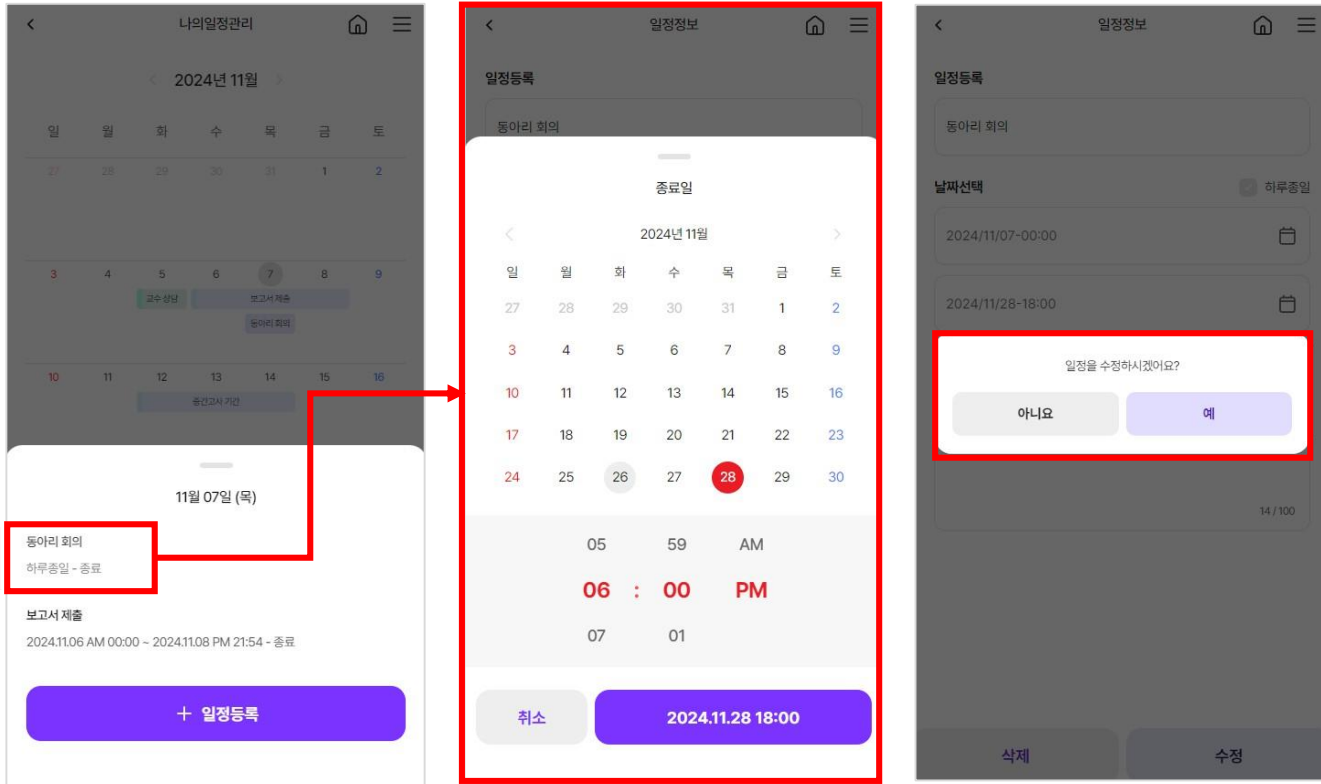 나의일정관리
2024년 11월
일 월 화 수 목 금 토
27 28 29 30 31 1 2
3 4 5 6 7 8 9
교수 상담 보고서 제출
동아리 회의
10 11 12 13 14 15 16
중간고사 기간
11월 07일 (목)
동아리 회의
하루종일 - 종료
보고서 제출
2024.11.06 AM 00:00 ~ 2024.11.08 PM 21:54 - 종료
+ 일정등록
일정정보
일정등록
동아리 회의
종료일
2024년 11월
일 월 화 수 목 금 토
27 28 29 30 31 1 2
3 4 5 6 7 8 9
10 11 12 13 14 15 16
17 18 19 20 21 22 23
24 25 26 27 28 29 30
05 59 AM
06 : 00 PM
07 01
취소 2024.11.28 18:00
일정정보
일정등록
동아리 회의
날짜선택 하루종일
2024/11/07-00:00
2024/11/28-18:00
일정을 수정하시겠어요?
아니요 예
14 / 100
삭제 수정